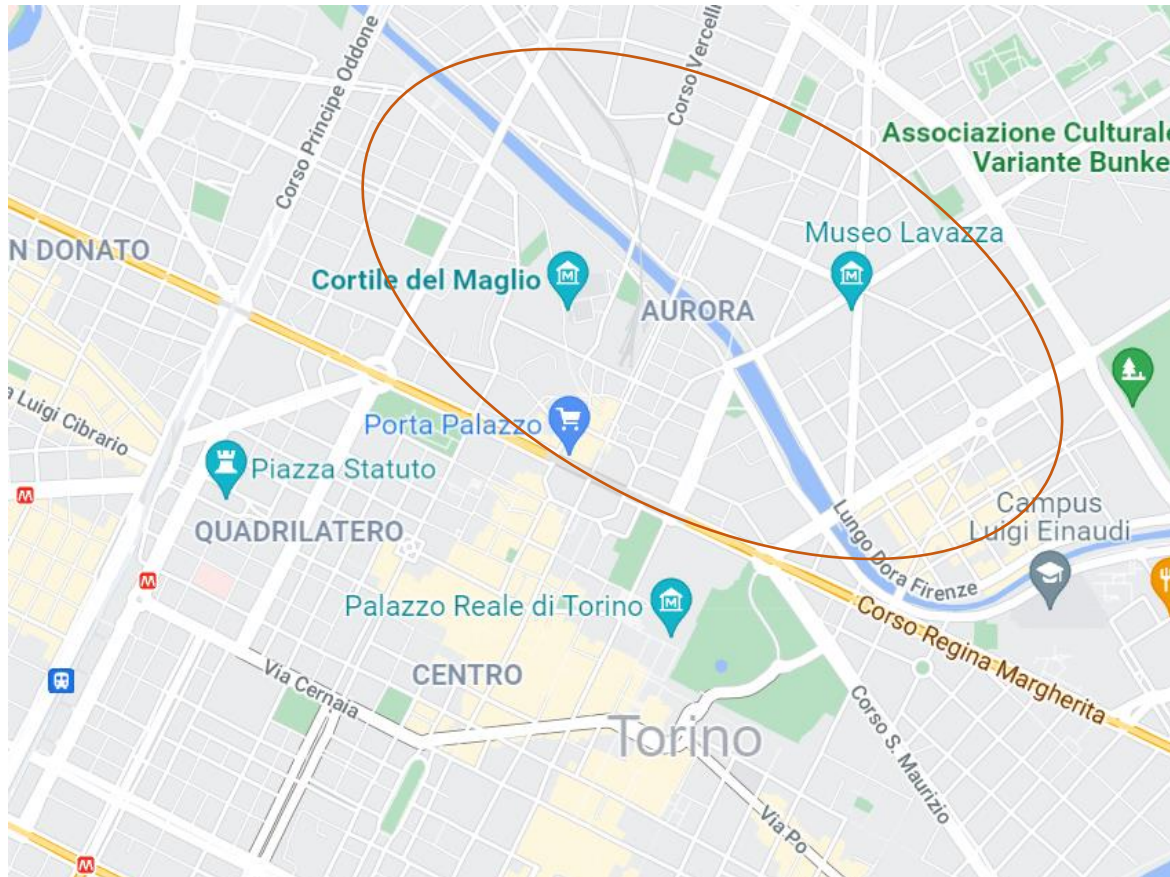 Corso Principe Oddone
Corso Vercelli
Associazione Culturale
Variante Bunke
N DONATO
Museo Lavazza
Cortile del Maglio
AURORA
a Luigi Cibrario
Porta Palazzo
Piazza Statuto
QUADRILATERO
Campus
Luigi Einaudi
Lungo Dora Firenze
Palazzo Reale di Torino
Corso Regina Margherita
CENTRO
Via Cernaia
Torino
Corso S. Maurizio
Via Po
M
M
M